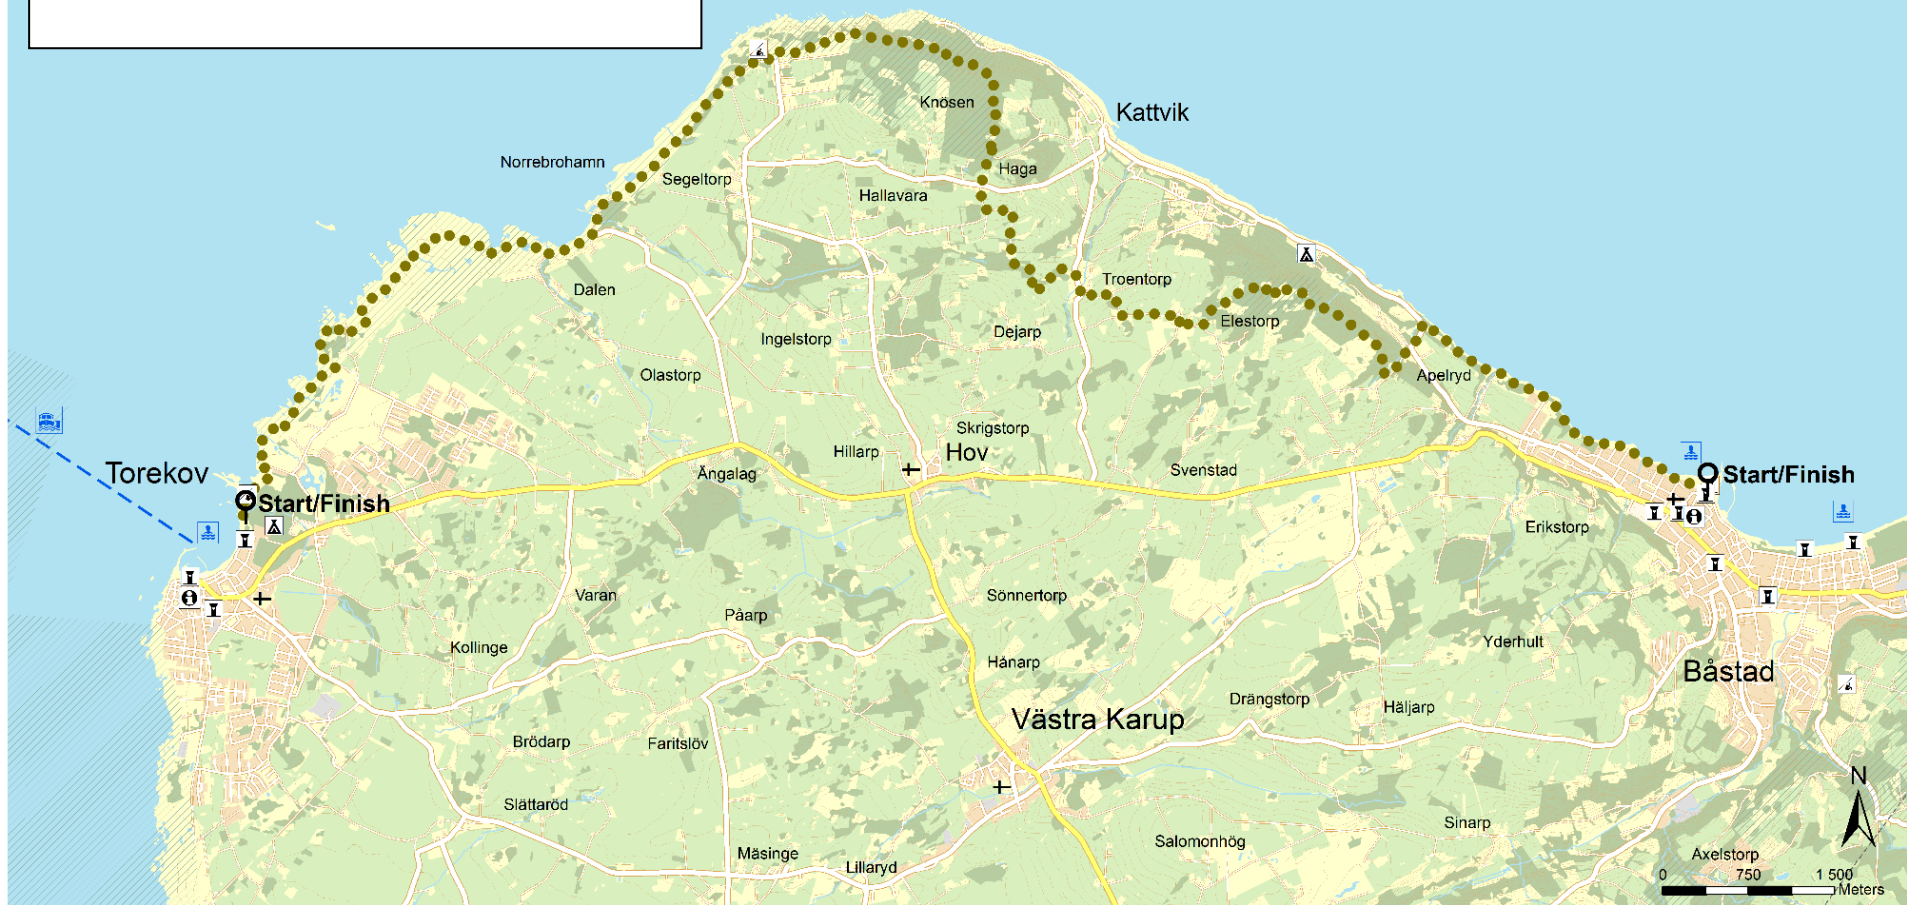 Knösen
Kattvik
Norrebrohamn
Haga
Segeltorp
Hallavara
Troentorp
Dalen
Elestorp
Dejarp
Ingelstorp
Olastorp
Apelryd
Skrigstorp
Hillarp
Hov
Torekov
Ängalag
Svenstad
Start/Finish
Start/Finish
Erikstorp
Varan
Sönnertorp
Påarp
Yderhult
Kollinge
Hånarp
Båstad
Drängstorp
Häljarp
Västra Karup
Brödarp
Faritslöv
N
Slättaröd
Sinarp
Salomonhög
Mäsinge
Axelstorp
Lillaryd
0 750 1 500
Meters